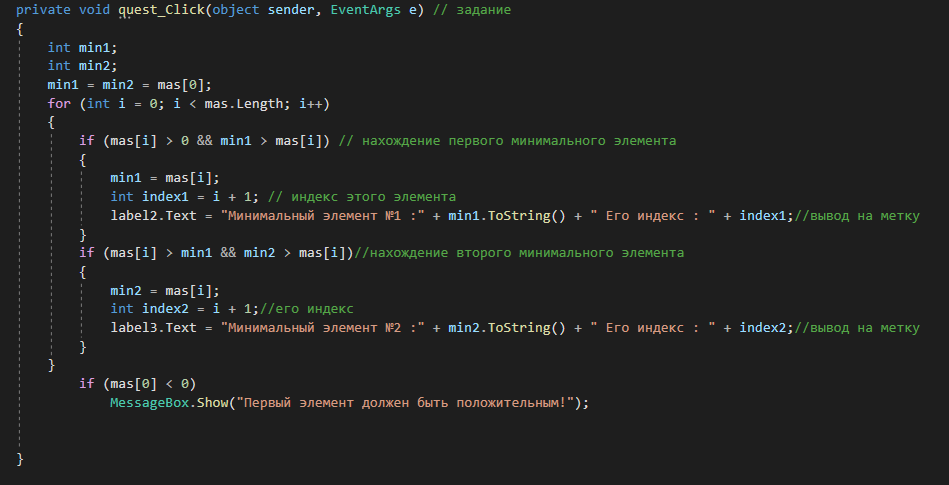 private void quest_Click(object sender, EventArgs e) // задание
{
int min1;
int min2;
min1 = min2 = mas[0];
for (int i = 0; i < mas.Length; i++)
{
if (mas[i] > 0 && min1 > mas[i]) // нахождение первого минимального элемента
{
min1 = mas[i];
int index1 = i + 1; // индекс этого элемента
label2.Text = "Минимальный элемент №1 :" + min1.ToString() + " Его индекс : " + index1;//вывод на метку
}
if (mas[i] > min1 && min2 > mas[i])//нахождение второго минимального элемента
{
min2 = mas[i];
int index2 = i + 1;//его индекс
label3.Text = "Минимальный элемент №2 :" + min2.ToString() + " Его индекс : " + index2;//вывод на метку
}
}
if (mas[0] < 0)
MessageBox.Show("Первый элемент должен быть положительным!");
}